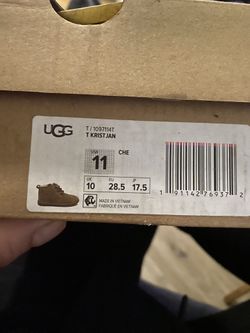 UGG
T / 1097114T
T KRISTJAN
US#
11
CHE
UK
10
EU
28.5
JP
17.5
MADE IN VIETNAM
FABRIQUÉ EN VIETNAM
1 91142 76937 2